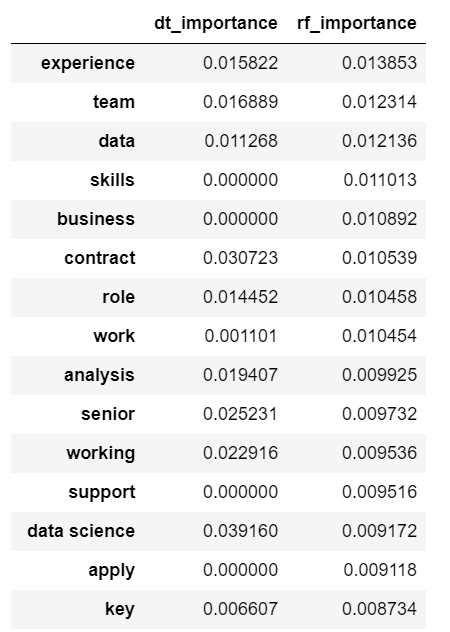 dt_importance rf_importance
experience 0.015822 0.013853
team 0.016889 0.012314
data 0.011268 0.012136
skills 0.000000 0.011013
business 0.000000 0.010892
contract 0.030723 0.010539
role 0.014452 0.010458
work 0.001101 0.010454
analysis 0.019407 0.009925
senior 0.025231 0.009732
working 0.022916 0.009536
support 0.000000 0.009516
data science 0.039160 0.009172
apply 0.000000 0.009118
key 0.006607 0.008734